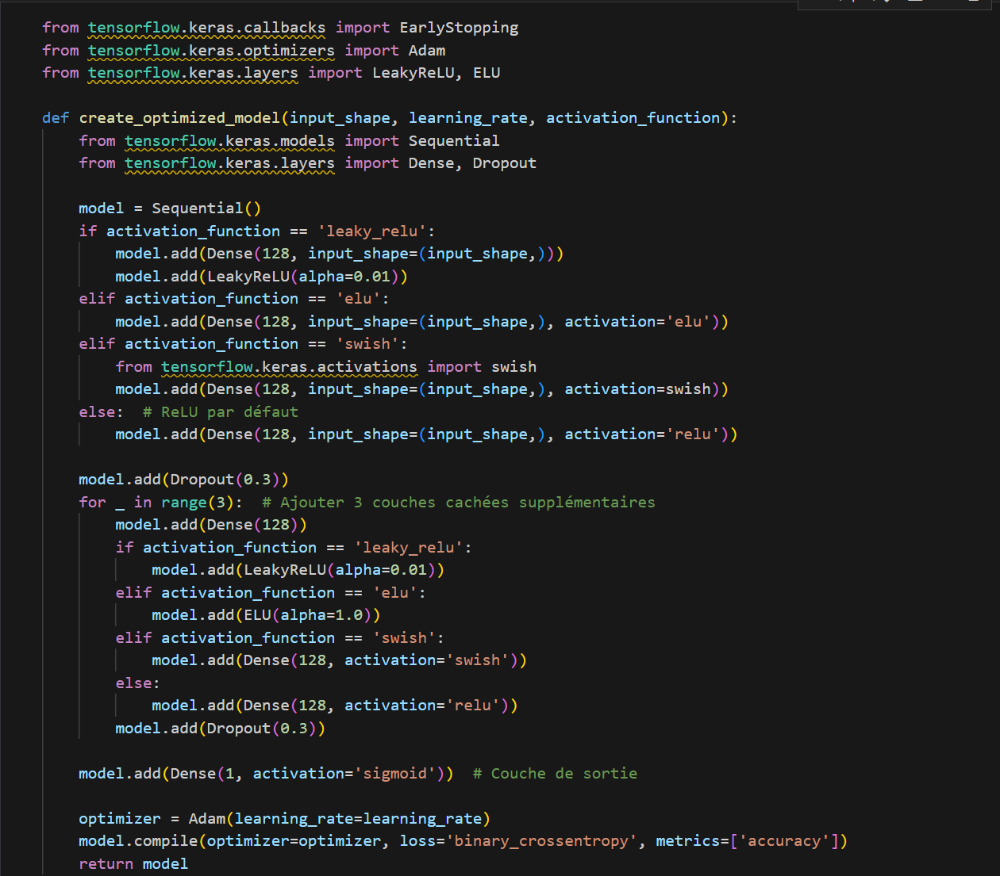 from tensorflow.keras.callbacks import EarlyStopping
from tensorflow.keras.optimizers import Adam
from tensorflow.keras.layers import LeakyReLU, ELU

def create_optimized_model(input_shape, learning_rate, activation_function):
    from tensorflow.keras.models import Sequential
    from tensorflow.keras.layers import Dense, Dropout

    model = Sequential()
    if activation_function == 'leaky_relu':
        model.add(Dense(128, input_shape=(input_shape,)))
        model.add(LeakyReLU(alpha=0.01))
    elif activation_function == 'elu':
        model.add(Dense(128, input_shape=(input_shape,), activation='elu'))
    elif activation_function == 'swish':
        from tensorflow.keras.activations import swish
        model.add(Dense(128, input_shape=(input_shape,), activation=swish))
    else:  # ReLU par défaut
        model.add(Dense(128, input_shape=(input_shape,), activation='relu'))

    model.add(Dropout(0.3))
    for _ in range(3):  # Ajouter 3 couches cachées supplémentaires
        model.add(Dense(128))
        if activation_function == 'leaky_relu':
            model.add(LeakyReLU(alpha=0.01))
        elif activation_function == 'elu':
            model.add(ELU(alpha=1.0))
        elif activation_function == 'swish':
            model.add(Dense(128, activation='swish'))
        else:
            model.add(Dense(128, activation='relu'))
        model.add(Dropout(0.3))

    model.add(Dense(1, activation='sigmoid'))  # Couche de sortie

    optimizer = Adam(learning_rate=learning_rate)
    model.compile(optimizer=optimizer, loss='binary_crossentropy', metrics=['accuracy'])
    return model